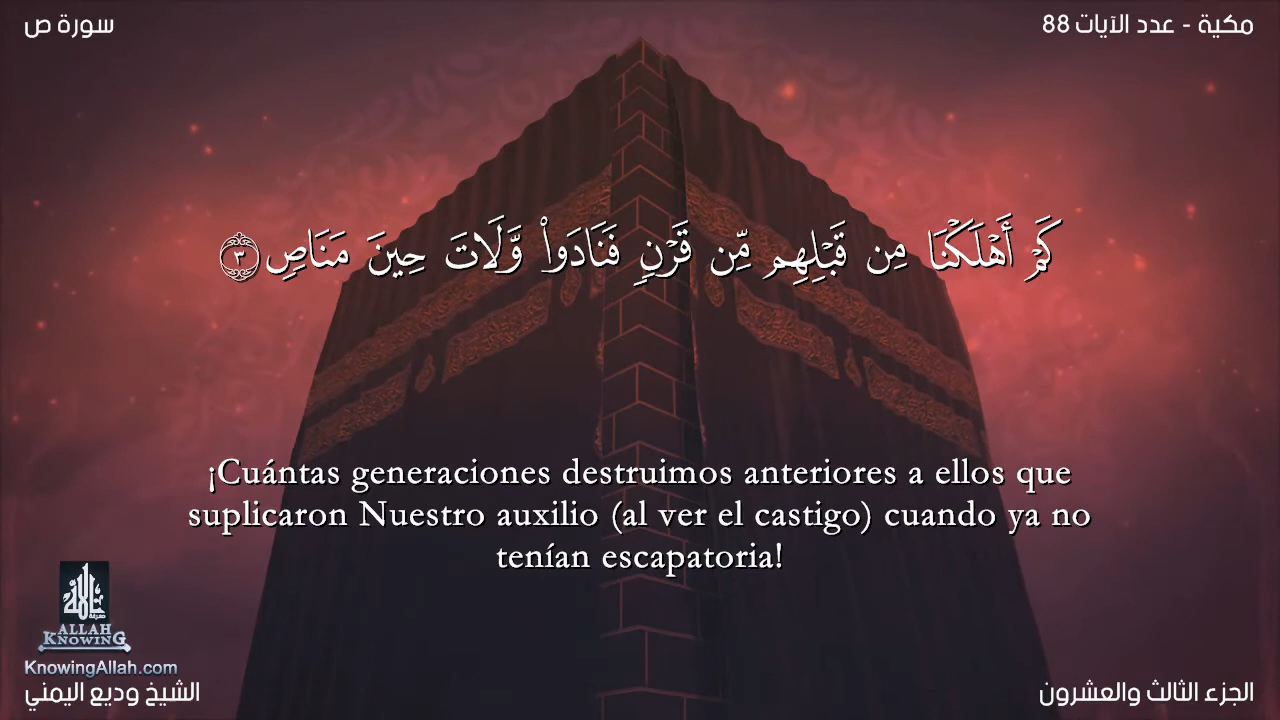 سورة ص
مكية - عدد الآيات 88
كَمْ أَهْلَكْنَا مِن قَبْلِهِم مِّن قَرْنٍ فَنَادَوا۟ وَّلَاتَ حِينَ مَنَاصٍ ٣
¡Cuántas generaciones destruimos anteriores a ellos que
suplicaron Nuestro auxilio (al ver el castigo) cuando ya no
tenían escapatoria!
معرفة الله
ALLAH
KNOWING
KnowingAllah.com
الشيخ وديع اليمني
الجزء الثالث والعشرون